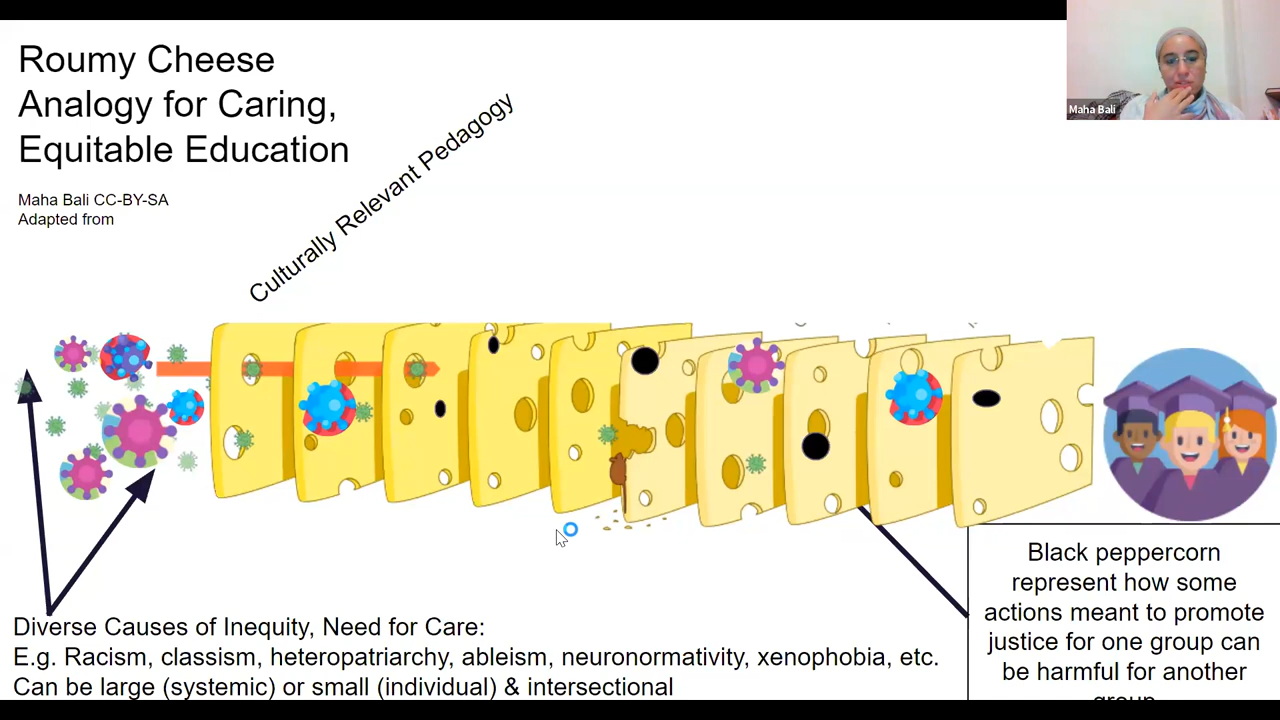 Roumy Cheese
Analogy for Caring,
Equitable Education
Maha Bali CC-BY-SA
Adapted from
Culturally Relevant Pedagogy
Maha Bali
Diverse Causes of Inequity, Need for Care:
E.g. Racism, classism, heteropatriarchy, ableism, neuronormativity, xenophobia, etc.
Can be large (systemic) or small (individual) & intersectional
Black peppercorn
represent how some
actions meant to promote
justice for one group can
be harmful for another
group